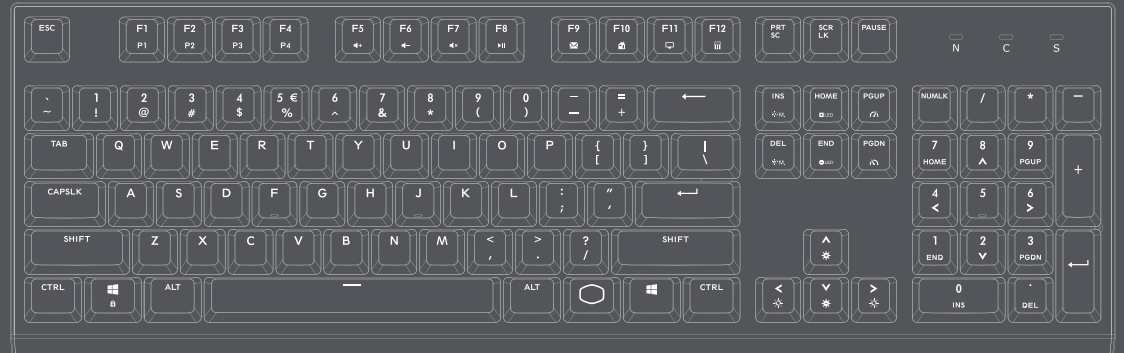 ESC F1 F2 F3 F4 F5 F6 F7 F8 F9 F10 F11 F12 PRT SCR PAUSE
SC LK
P1 P2 P3 P4
N C S
` 1 2 3 4 5 € 6 7 8 9 0 – = INS HOME PGUP NUMLK / * –
~ ! @ # $ % ^ & * ( ) — + M. LED
TAB Q W E R T Y U I O P { } | DEL END PGDN 7 8 9 +
[ ] \ M. LED HOME PGUP
CAPSLK A S D F G H J K L : " 4 5 6
; ' < >
SHIFT Z X C V B N M < > ? SHIFT 1 2 3
, . / END PGDN
CTRL ALT ALT CTRL < > 0 .
INS DEL